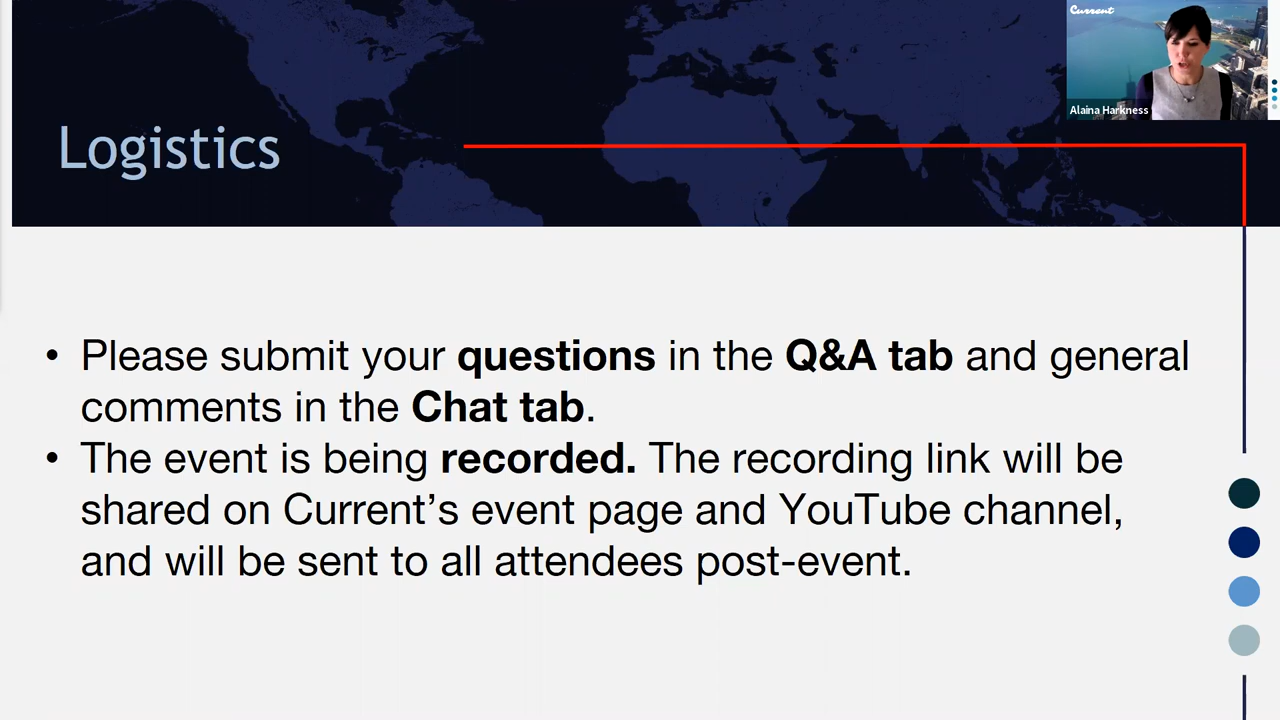 Current
Alaina Harkness
Logistics
• Please submit your questions in the Q&A tab and general
comments in the Chat tab.
• The event is being recorded. The recording link will be
shared on Current’s event page and YouTube channel,
and will be sent to all attendees post-event.